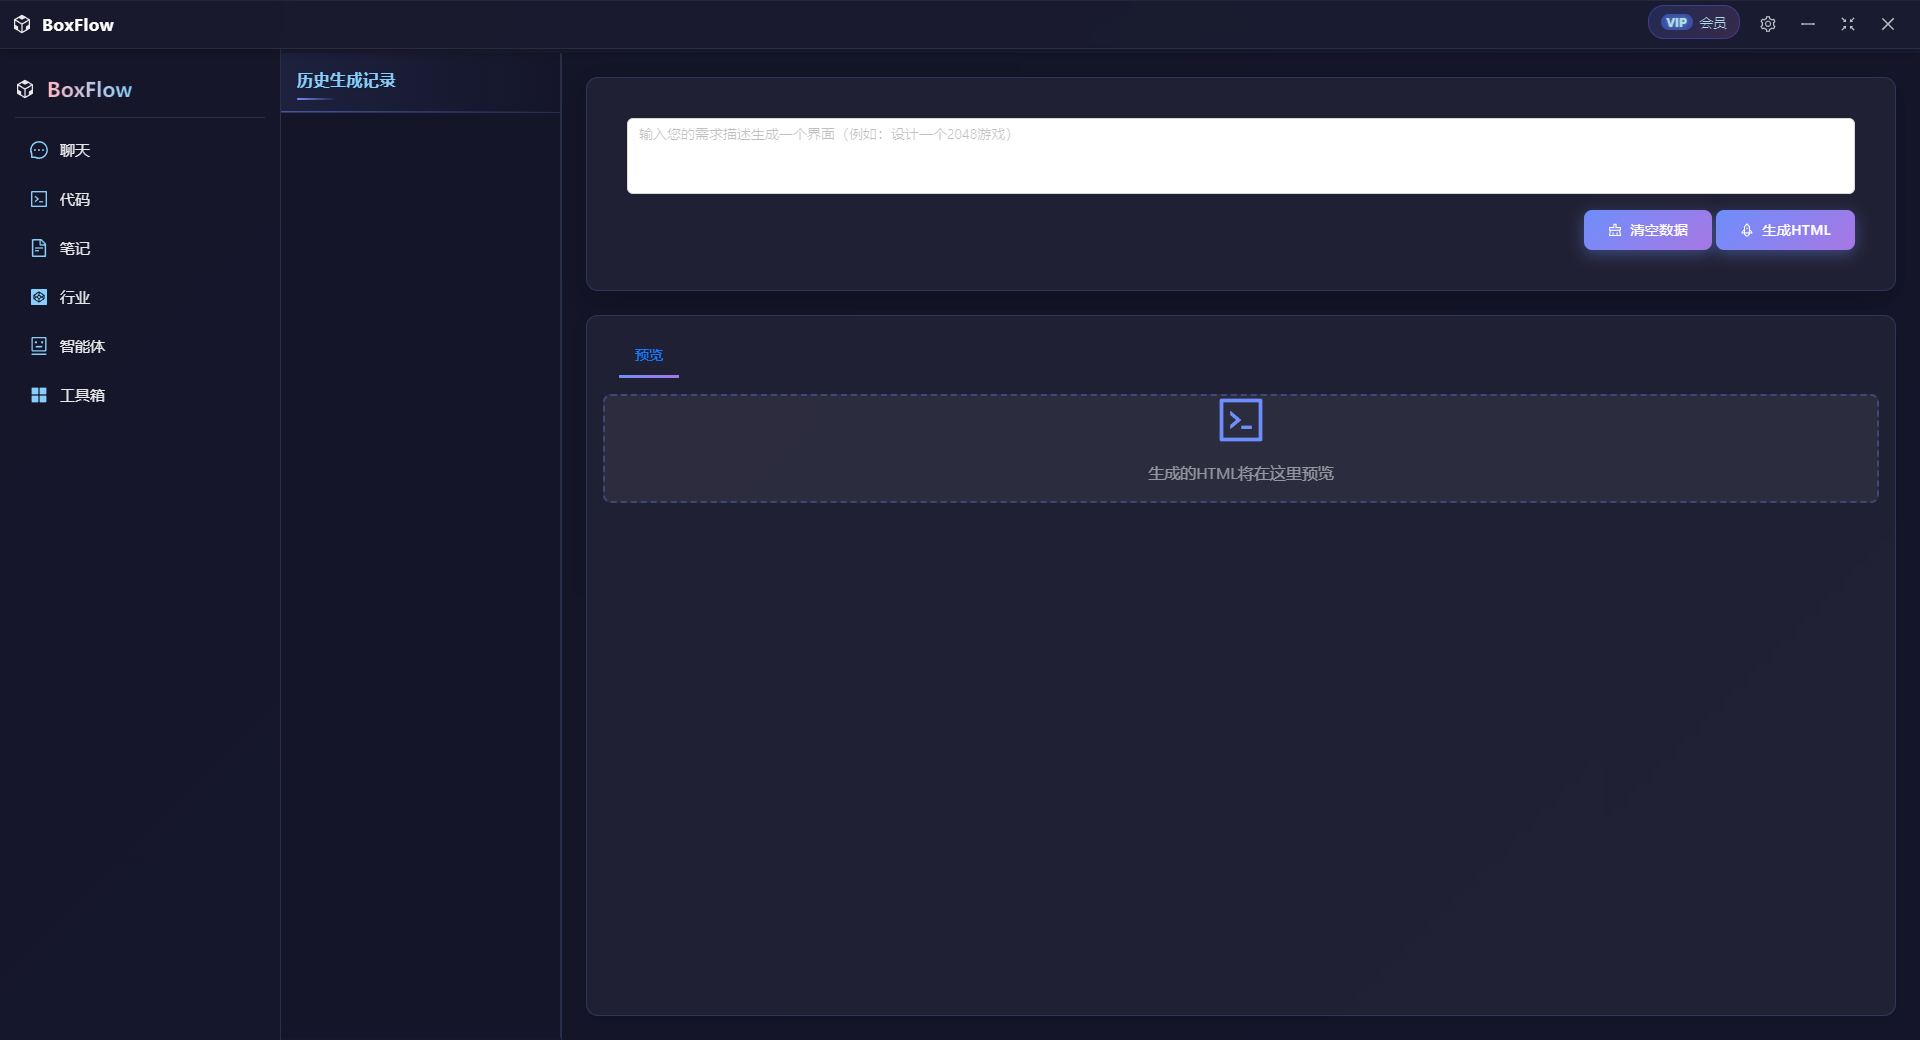 BoxFlow
VIP 会员
BoxFlow
聊天
代码
笔记
行业
智能体
工具箱
历史生成记录
输入您的需求描述生成一个界面（例如：设计一个2048游戏）
清空数据
生成HTML
预览
生成的HTML将在这里预览